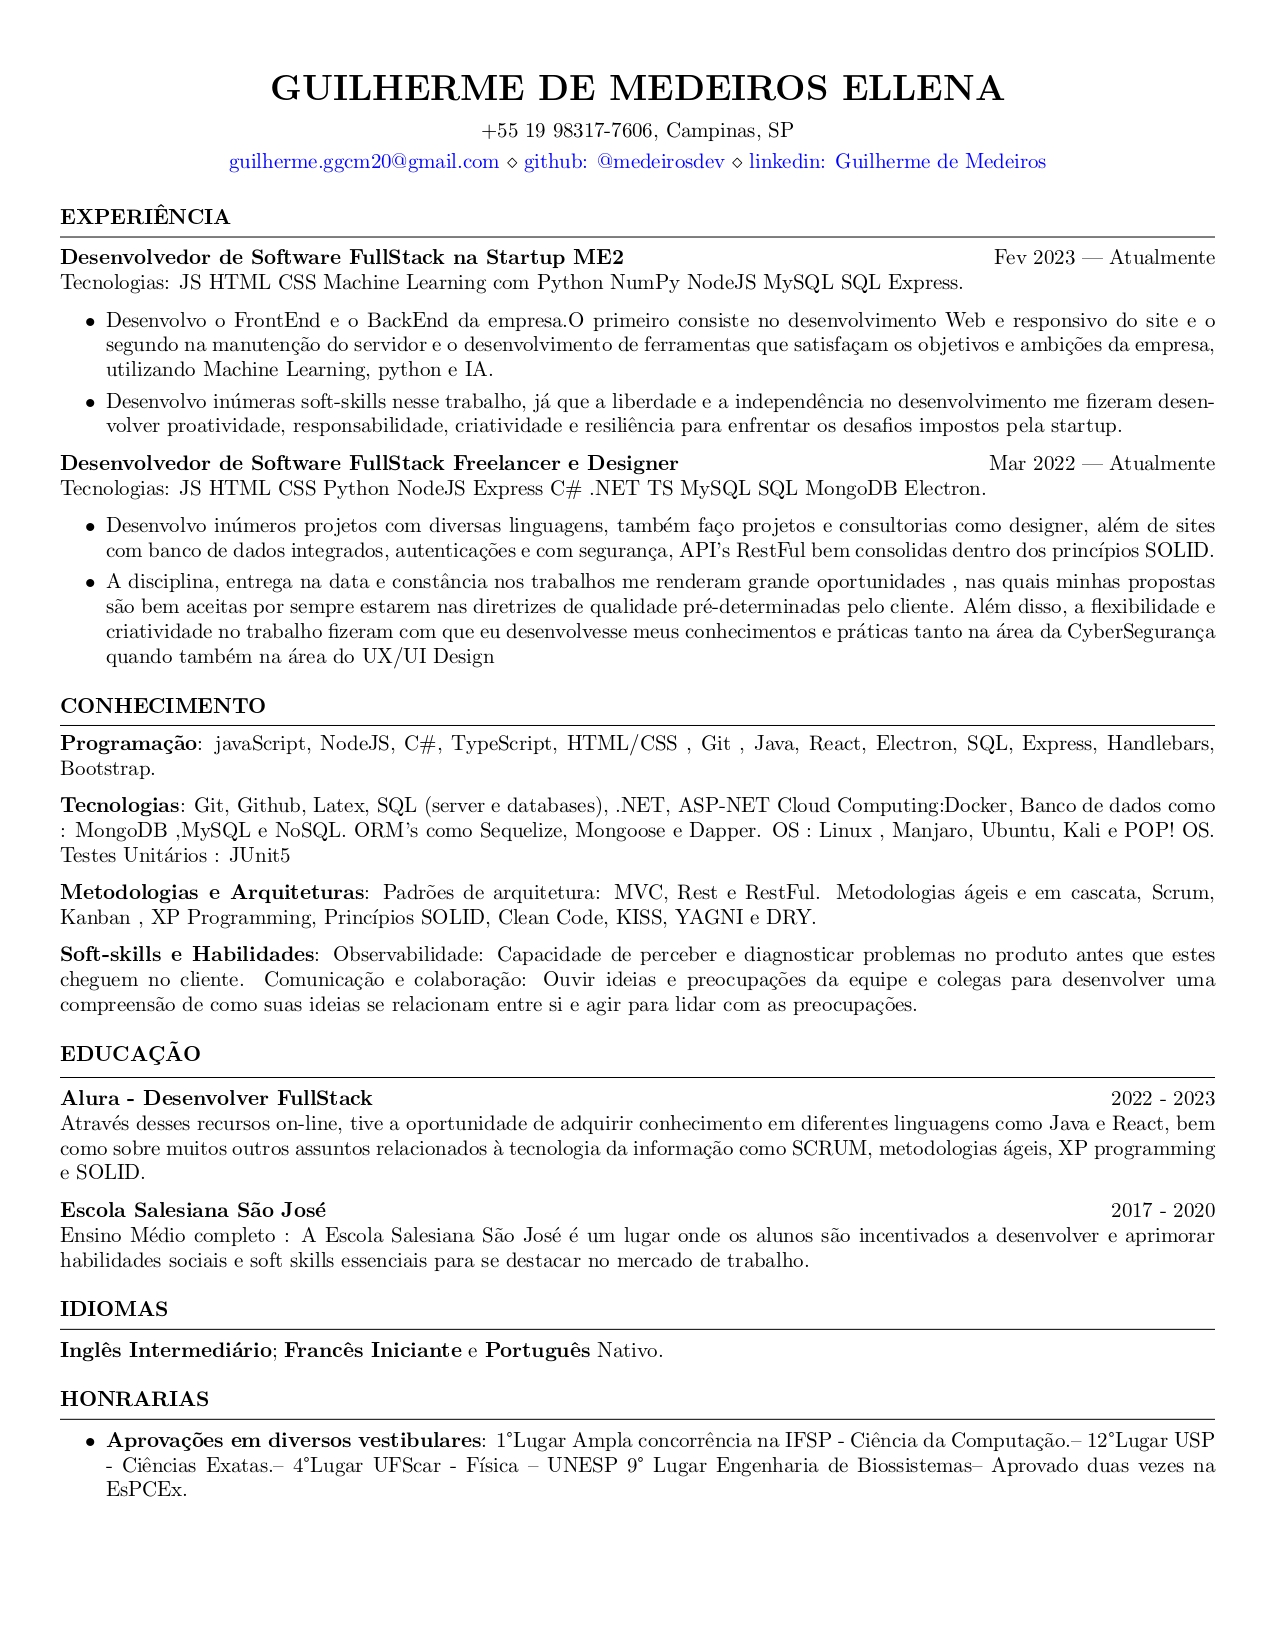 GUILHERME DE MEDEIROS ELLENA
+55 19 98317-7606, Campinas, SP
guilherme.ggcm20@gmail.com ⋄ github: @medeirosdev ⋄ linkedin: Guilherme de Medeiros
EXPERIÊNCIA
Desenvolvedor de Software FullStack na Startup ME2 Fev 2023 — Atualmente
Tecnologias: JS HTML CSS Machine Learning com Python NumPy NodeJS MySQL SQL Express.
• Desenvolvo o FrontEnd e o BackEnd da empresa.O primeiro consiste no desenvolvimento Web e responsivo do site e o
segundo na manutenção do servidor e o desenvolvimento de ferramentas que satisfaçam os objetivos e ambições da empresa,
utilizando Machine Learning, python e IA.
• Desenvolvo inúmeras soft-skills nesse trabalho, já que a liberdade e a independência no desenvolvimento me fizeram desen-
volver proatividade, responsabilidade, criatividade e resiliência para enfrentar os desafios impostos pela startup.
Desenvolvedor de Software FullStack Freelancer e Designer Mar 2022 — Atualmente
Tecnologias: JS HTML CSS Python NodeJS Express C# .NET TS MySQL SQL MongoDB Electron.
• Desenvolvo inúmeros projetos com diversas linguagens, também faço projetos e consultorias como designer, além de sites
com banco de dados integrados, autenticações e com segurança, API's RestFul bem consolidas dentro dos princípios SOLID.
• A disciplina, entrega na data e constância nos trabalhos me renderam grande oportunidades , nas quais minhas propostas
são bem aceitas por sempre estarem nas diretrizes de qualidade pré-determinadas pelo cliente. Além disso, a flexibilidade e
criatividade no trabalho fizeram com que eu desenvolvesse meus conhecimentos e práticas tanto na área da CyberSegurança
quando também na área do UX/UI Design
CONHECIMENTO
Programação: javaScript, NodeJS, C#, TypeScript, HTML/CSS , Git , Java, React, Electron, SQL, Express, Handlebars,
Bootstrap.
Tecnologias: Git, Github, Latex, SQL (server e databases), .NET, ASP-NET Cloud Computing:Docker, Banco de dados como
: MongoDB ,MySQL e NoSQL. ORM's como Sequelize, Mongoose e Dapper. OS : Linux , Manjaro, Ubuntu, Kali e POP! OS.
Testes Unitários : JUnit5
Metodologias e Arquiteturas: Padrões de arquitetura: MVC, Rest e RestFul. Metodologias ágeis e em cascata, Scrum,
Kanban , XP Programming, Princípios SOLID, Clean Code, KISS, YAGNI e DRY.
Soft-skills e Habilidades: Observabilidade: Capacidade de perceber e diagnosticar problemas no produto antes que estes
cheguem no cliente. Comunicação e colaboração: Ouvir ideias e preocupações da equipe e colegas para desenvolver uma
compreensão de como suas ideias se relacionam entre si e agir para lidar com as preocupações.
EDUCAÇÃO
Alura - Desenvolver FullStack 2022 - 2023
Através desses recursos on-line, tive a oportunidade de adquirir conhecimento em diferentes linguagens como Java e React, bem
como sobre muitos outros assuntos relacionados à tecnologia da informação como SCRUM, metodologias ágeis, XP programming
e SOLID.
Escola Salesiana São José 2017 - 2020
Ensino Médio completo : A Escola Salesiana São José é um lugar onde os alunos são incentivados a desenvolver e aprimorar
habilidades sociais e soft skills essenciais para se destacar no mercado de trabalho.
IDIOMAS
Inglês Intermediário; Francês Iniciante e Português Nativo.
HONRARIAS
• Aprovações em diversos vestibulares: 1°Lugar Ampla concorrência na IFSP - Ciência da Computação.– 12°Lugar USP
- Ciências Exatas.– 4°Lugar UFScar - Física – UNESP 9° Lugar Engenharia de Biossistemas– Aprovado duas vezes na
EsPCEx.